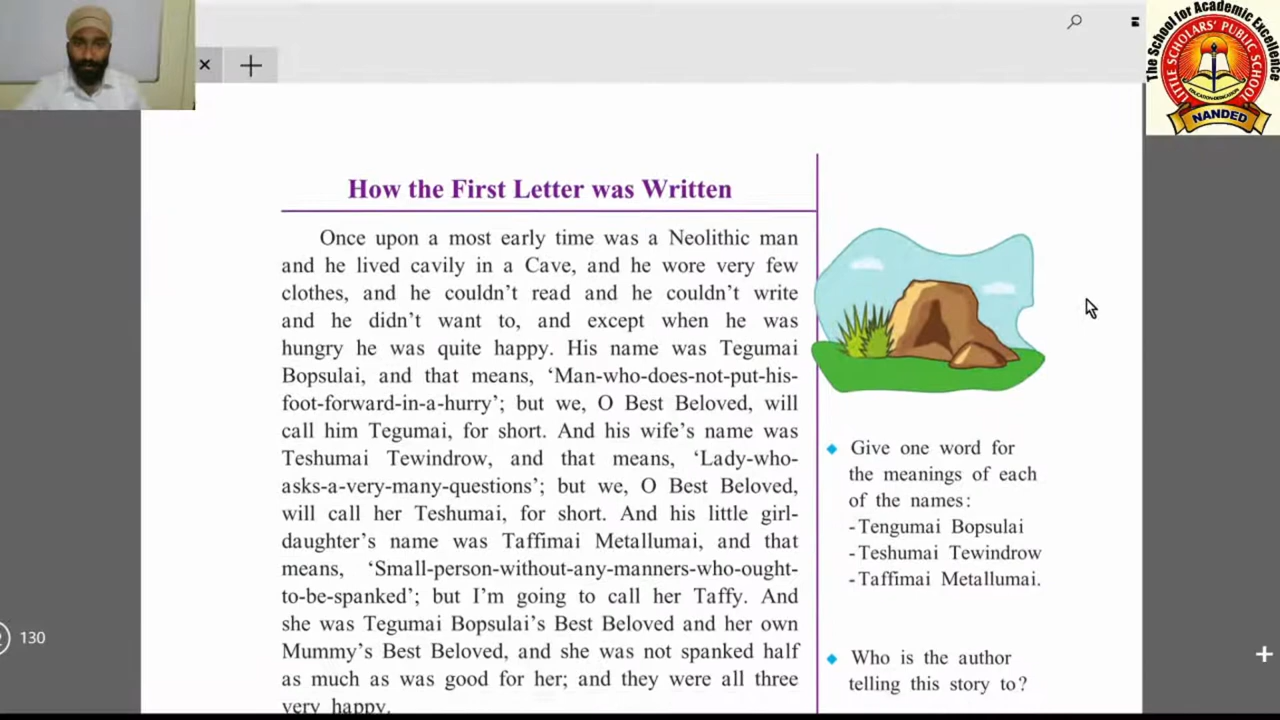 The School for Academic Excellence
LITTLE SCHOLARS' PUBLIC SCHOOL
EDUCATION-DEDICATION
NANDED
How the First Letter was Written
Once upon a most early time was a Neolithic man
and he lived cavily in a Cave, and he wore very few
clothes, and he couldn’t read and he couldn’t write
and he didn’t want to, and except when he was
hungry he was quite happy. His name was Tegumai
Bopsulai, and that means, ‘Man-who-does-not-put-his-
foot-forward-in-a-hurry’; but we, O Best Beloved, will
call him Tegumai, for short. And his wife’s name was
Teshumai Tewindrow, and that means, ‘Lady-who-
asks-a-very-many-questions’; but we, O Best Beloved,
will call her Teshumai, for short. And his little girl-
daughter’s name was Taffimai Metallumai, and that
means, ‘Small-person-without-any-manners-who-ought-
to-be-spanked’; but I’m going to call her Taffy. And
she was Tegumai Bopsulai’s Best Beloved and her own
Mummy’s Best Beloved, and she was not spanked half
as much as was good for her; and they were all three
very happy.
Give one word for
the meanings of each
of the names:
-Tengumai Bopsulai
-Teshumai Tewindrow
-Taffimai Metallumai.
Who is the author
telling this story to?
130